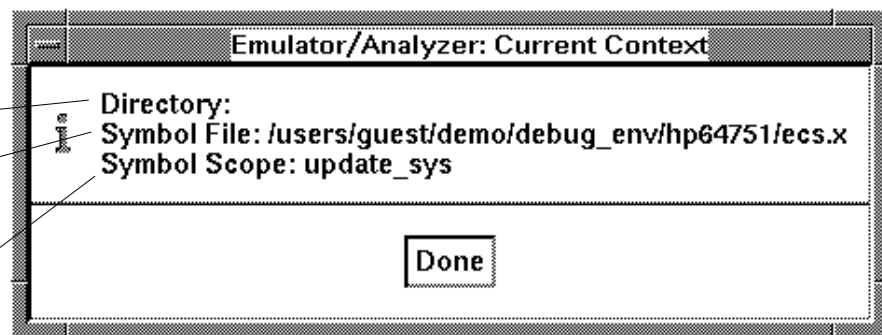 Emulator/Analyzer: Current Context
Directory:
Symbol File: /users/guest/demo/debug_env/hp64751/ecs.x
Symbol Scope: update_sys
Done